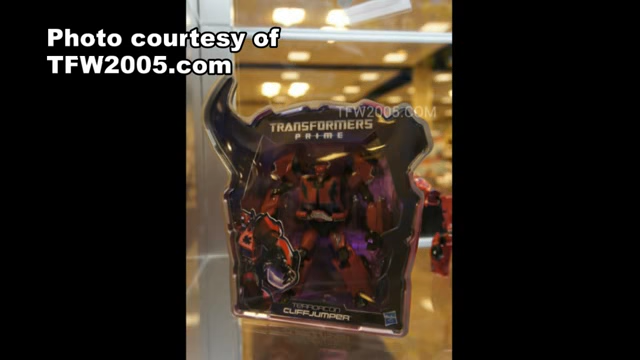 Photo courtesy of
TFW2005.com
TFW2005.COM
TRANSFORMERS
PRIME
TERRORCON
CLIFFJUMPER